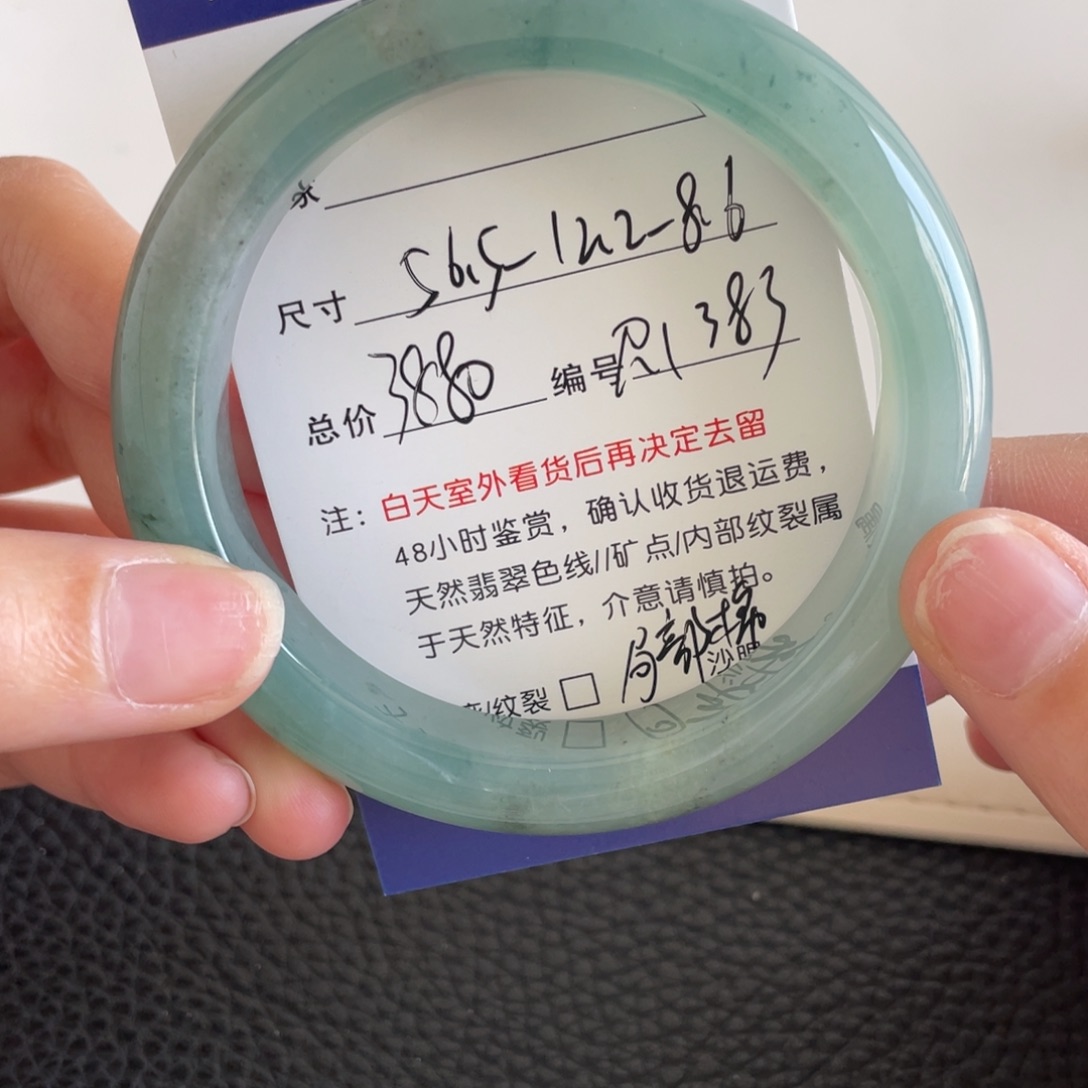 尺寸 56.5-12.2-8.6
总价 3880 编号 R1383
注：白天室外看货后再决定去留
48小时鉴赏，确认收货退运费，
天然翡翠色线//矿点/内部纹裂属
于天然特征，介意请慎拍。
/纹裂 □ 局部棉